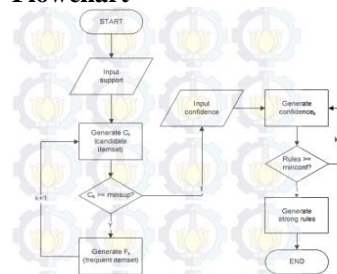 Flowchart
START
Input
support
Generate Ck
(candidate
itemset)
Ck >= minsup?
Y
Generate Fk
(frequent itemset)
k+1
Input
confidence
Generate
confidencek
Rules >=
minconf?
Generate
strong rules
END